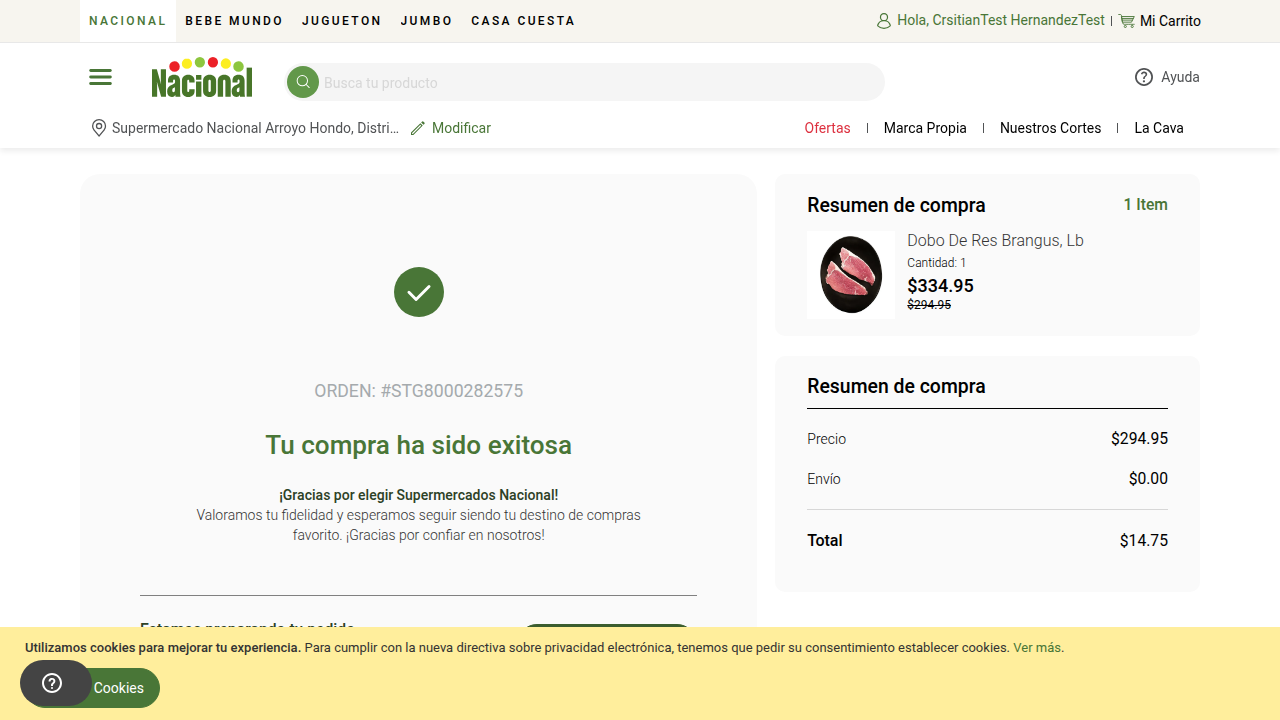 NACIONAL BEBE MUNDO JUGUETON JUMBO CASA CUESTA
Hola, CrsitianTest HernandezTest | Mi Carrito
Nacional
Busca tu producto
Ayuda
Supermercado Nacional Arroyo Hondo, Distri... Modificar
Ofertas | Marca Propia | Nuestros Cortes | La Cava
ORDEN: #STG8000282575
Tu compra ha sido exitosa
¡Gracias por elegir Supermercados Nacional!
Valoramos tu fidelidad y esperamos seguir siendo tu destino de compras
favorito. ¡Gracias por confiar en nosotros!
Estamos preparando tu pedido
Resumen de compra 1 Item
Dobo De Res Brangus, Lb
Cantidad: 1
$334.95
$294.95
Resumen de compra
Precio $294.95
Envío $0.00
Total $14.75
Utilizamos cookies para mejorar tu experiencia. Para cumplir con la nueva directiva sobre privacidad electrónica, tenemos que pedir su consentimiento establecer cookies. Ver más.
Cookies